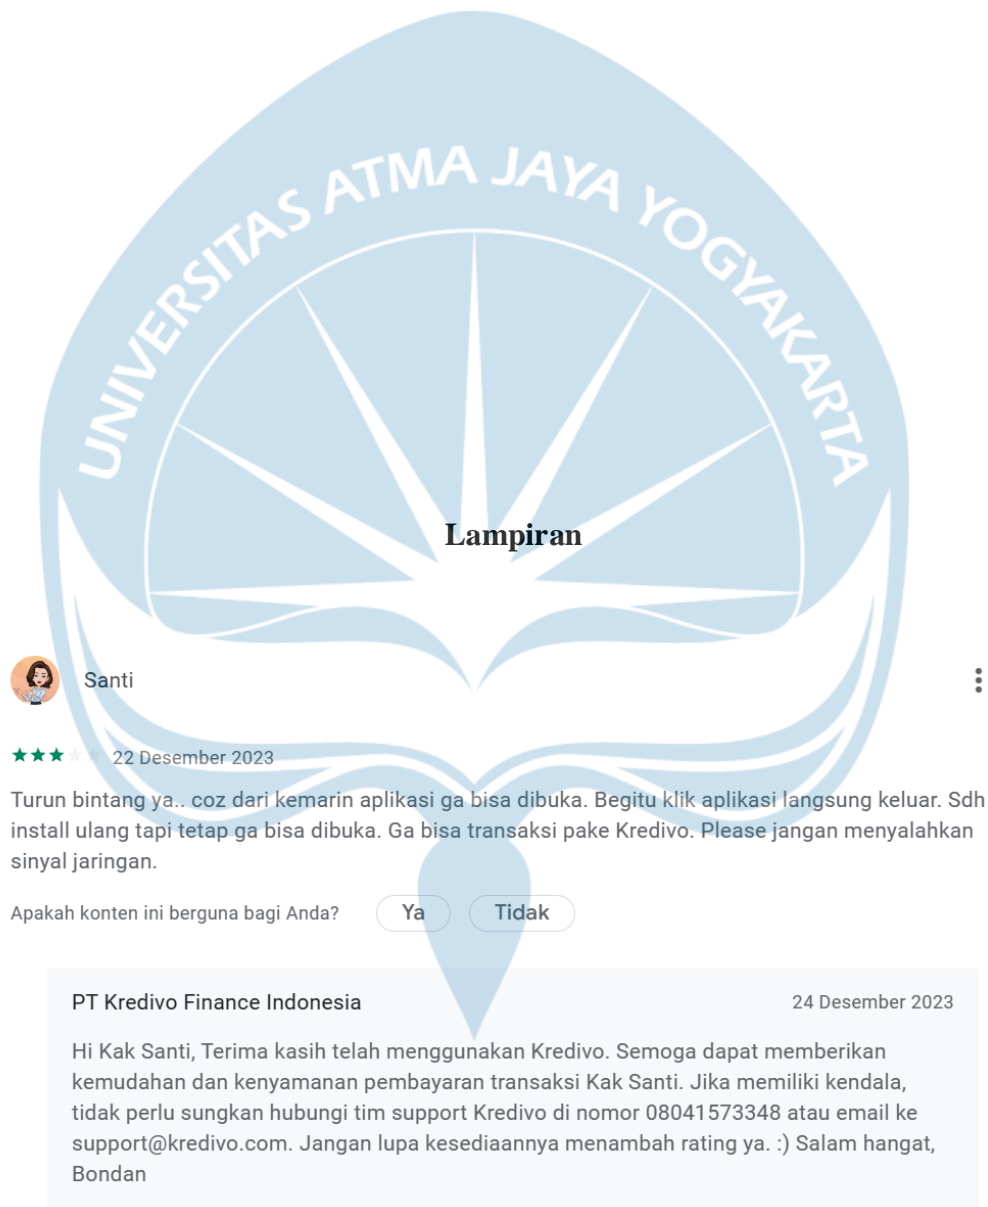 UNIVERSITAS ATMA JAYA YOGYAKARTA
Lampiran
Santi
22 Desember 2023
Turun bintang ya.. coz dari kemarin aplikasi ga bisa dibuka. Begitu klik aplikasi langsung keluar. Sdh
install ulang tapi tetap ga bisa dibuka. Ga bisa transaksi pake Kredivo. Please jangan menyalahkan
sinyal jaringan.
Apakah konten ini berguna bagi Anda? Ya Tidak
PT Kredivo Finance Indonesia 24 Desember 2023
Hi Kak Santi, Terima kasih telah menggunakan Kredivo. Semoga dapat memberikan
kemudahan dan kenyamanan pembayaran transaksi Kak Santi. Jika memiliki kendala,
tidak perlu sungkan hubungi tim support Kredivo di nomor 08041573348 atau email ke
support@kredivo.com. Jangan lupa kesediaannya menambah rating ya. :) Salam hangat,
Bondan